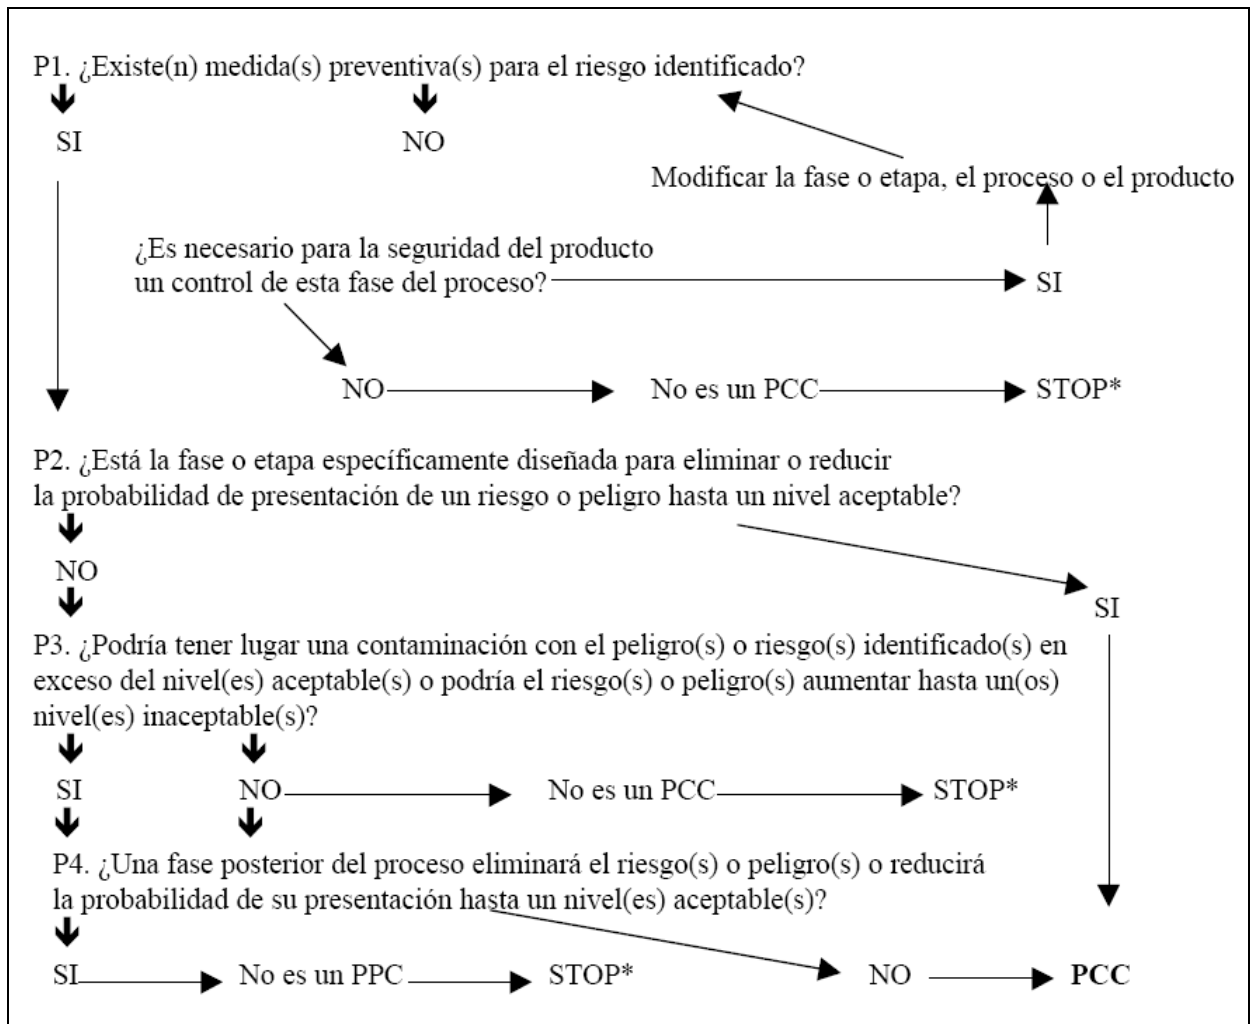 P1. ¿Existe(n) medida(s) preventiva(s) para el riesgo identificado?
SI
NO
Modificar la fase o etapa, el proceso o el producto
¿Es necesario para la seguridad del producto
un control de esta fase del proceso?
SI
NO
No es un PCC
STOP*
P2. ¿Está la fase o etapa específicamente diseñada para eliminar o reducir
la probabilidad de presentación de un riesgo o peligro hasta un nivel aceptable?
NO
SI
P3. ¿Podría tener lugar una contaminación con el peligro(s) o riesgo(s) identificado(s) en
exceso del nivel(es) aceptable(s) o podría el riesgo(s) o peligro(s) aumentar hasta un(os)
nivel(es) inaceptable(s)?
SI
NO
No es un PCC
STOP*
P4. ¿Una fase posterior del proceso eliminará el riesgo(s) o peligro(s) o reducirá
la probabilidad de su presentación hasta un nivel(es) aceptable(s)?
SI
No es un PPC
STOP*
NO
PCC